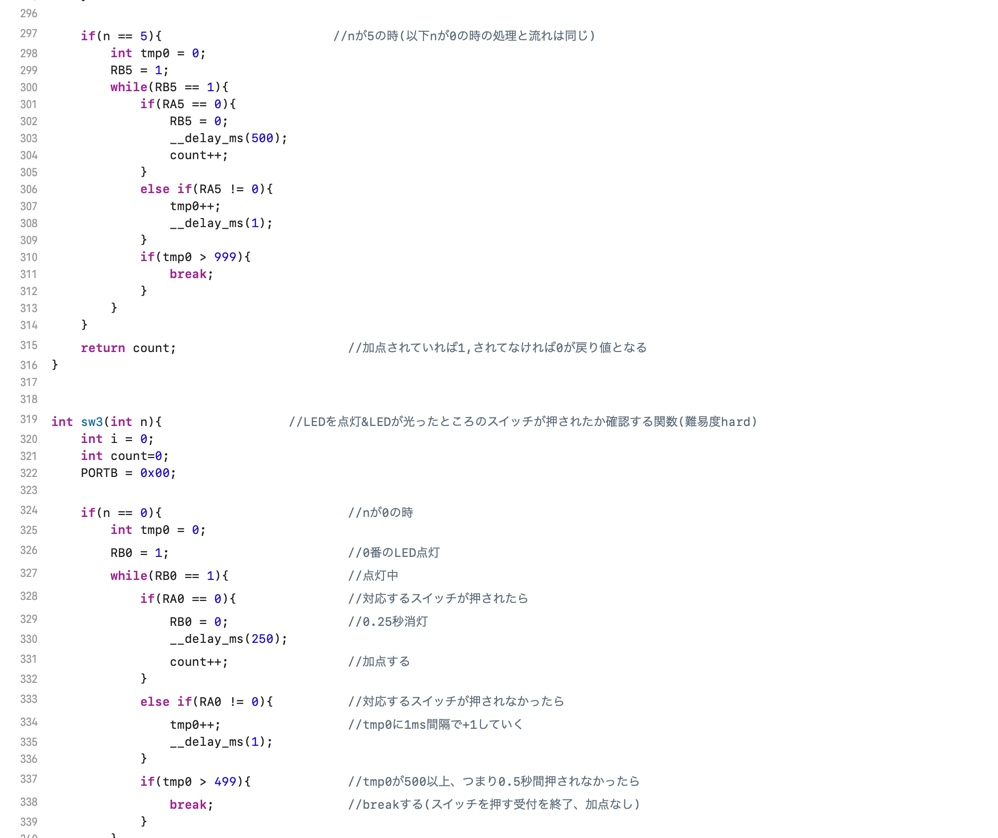 296
297 if(n == 5){ //nが5の時(以下nが0の時の処理と流れは同じ)
298 int tmp0 = 0;
299 RB5 = 1;
300 while(RB5 == 1){
301 if(RA5 == 0){
302 RB5 = 0;
303 __delay_ms(500);
304 count++;
305 }
306 else if(RA5 != 0){
307 tmp0++;
308 __delay_ms(1);
309 }
310 if(tmp0 > 999){
311 break;
312 }
313 }
314 }
315 return count; //加点されていれば1,されてなければ0が戻り値となる
316 }
317
318
319 int sw3(int n){ //LEDを点灯&LEDが光ったところのスイッチが押されたか確認する関数(難易度hard)
320 int i = 0;
321 int count=0;
322 PORTB = 0x00;
323
324 if(n == 0){ //nが0の時
325 int tmp0 = 0;
326 RB0 = 1; //0番のLED点灯
327 while(RB0 == 1){ //点灯中
328 if(RA0 == 0){ //対応するスイッチが押されたら
329 RB0 = 0; //0.25秒消灯
330 __delay_ms(250);
331 count++; //加点する
332 }
333 else if(RA0 != 0){ //対応するスイッチが押されなかったら
334 tmp0++; //tmp0に1ms間隔で+1していく
335 __delay_ms(1);
336 }
337 if(tmp0 > 499){ //tmp0が500以上、つまり0.5秒間押されなかったら
338 break; //breakする(スイッチを押す受付を終了、加点なし)
339 }